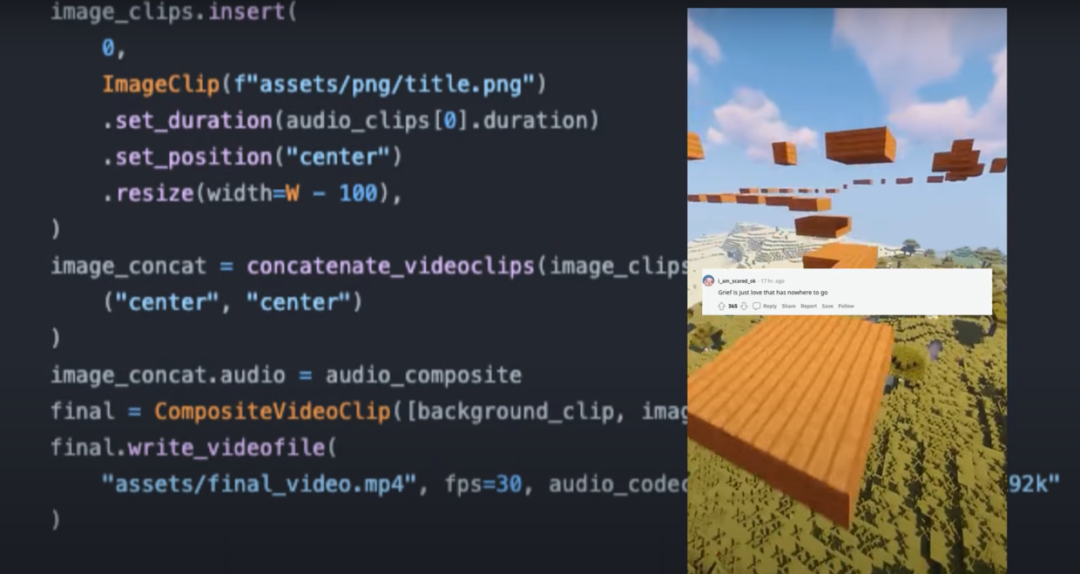 image_clips.insert(
0,
ImageClip(f"assets/png/title.png")
.set_duration(audio_clips[0].duration)
.set_position("center")
.resize(width=W - 100),
)
image_concat = concatenate_videoclips(image_clips
("center", "center")
)
image_concat.audio = audio_composite
final = CompositeVideoClip([background_clip, imag
final.write_videofile(
"assets/final_video.mp4", fps=30, audio_codec 92k"
)
i_am_scared_ok · 17 hr. ago
Grief is just love that has nowhere to go
365 Reply Share Report Save Follow